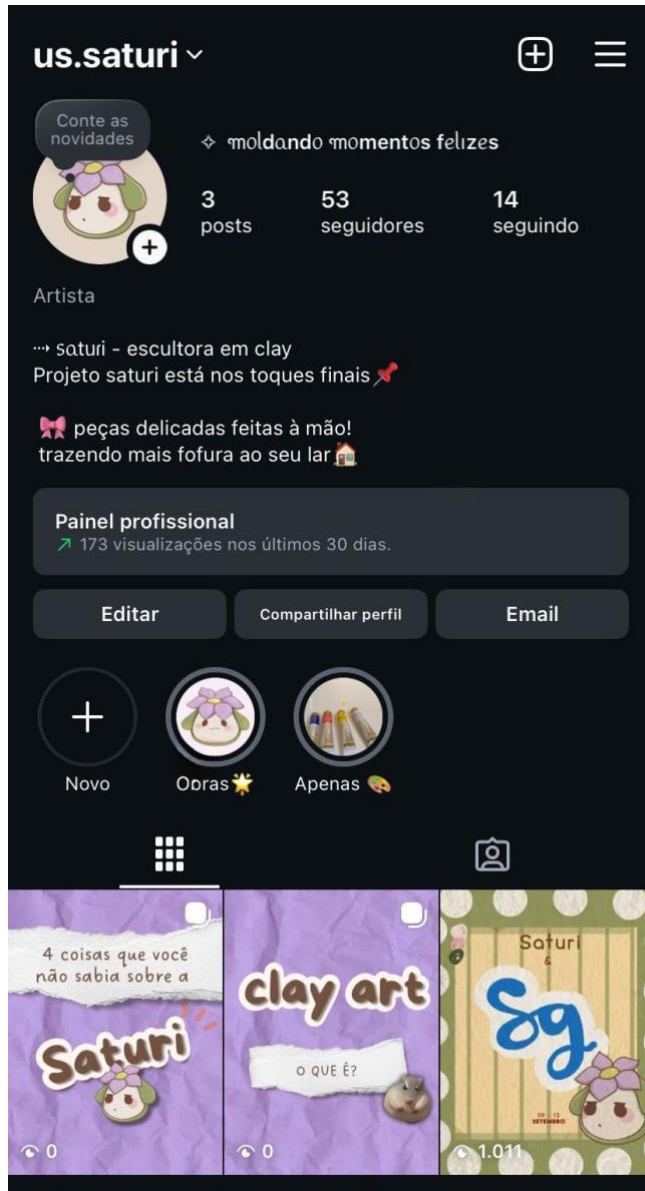 us.saturi
Conte as
novidades
✧ moldando momentos felizes
3
posts
53
seguidores
14
seguindo
Artista
···› saturi - escultora em clay
Projeto saturi está nos toques finais📌
🎀 peças delicadas feitas à mão!
trazendo mais fofura ao seu lar🏠
Painel profissional
↗ 173 visualizações nos últimos 30 dias.
Editar
Compartilhar perfil
Email
Novo
Obras🌟
Apenas 🎨
4 coisas que você
não sabia sobre a
Saturi
0
clay art
O QUE É?
0
Saturi
&
Sg
09 12
SETEMBRO
1.011